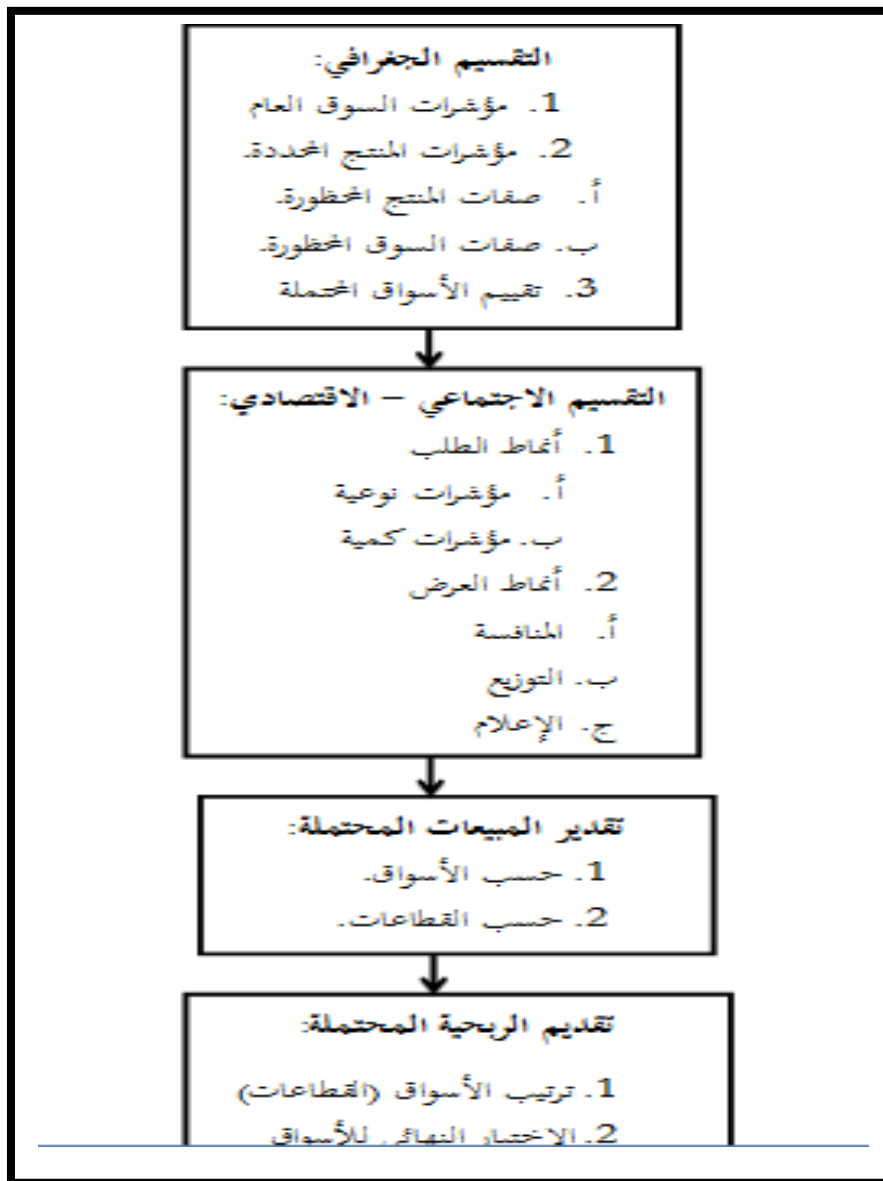 التقسيم الجغرافي:
1. مؤشرات السوق العام
2. مؤشرات المنتج المحددة.
أ. صفات المنتج المحظورة.
ب. صفات السوق المحظورة.
3. تقييم الأسواق المحتملة
التقسيم الاجتماعي – الاقتصادي:
1. أنماط الطلب
أ. مؤشرات نوعية
ب. مؤشرات كمية
2. أنماط العرض
أ. المنافسة
ب. التوزيع
ج. الإعلام
تقدير المبيعات المحتملة:
1. حسب الأسواق.
2. حسب القطاعات.
تقديم الربحية المحتملة:
1. ترتيب الأسواق (القطاعات)
2. الاختيار النهائي للأسواق